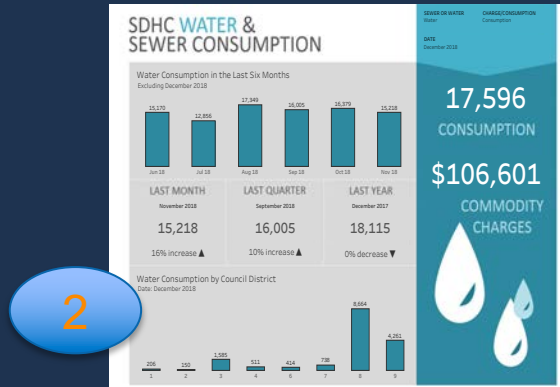 SDHC WATER &
SEWER CONSUMPTION
SEWER OR WATER
Water
CHARGE/CONSUMPTION
Consumption
DATE
December 2018
17,596
CONSUMPTION
$106,601
COMMODITY
CHARGES
Water Consumption in the Last Six Months
Excluding December 2018
15,170
12,856
17,349
16,005
16,379
15,218
Jun 18
Jul 18
Aug 18
Sep 18
Oct 18
Nov 18
LAST MONTH
November 2018
15,218
16% increase ▲
LAST QUARTER
September 2018
16,005
10% increase ▲
LAST YEAR
December 2017
18,115
0% decrease ▼
Water Consumption by Council District
Data: December 2018
206
150
1,585
511
414
738
8,664
4,261
1
2
3
4
6
7
8
9
2